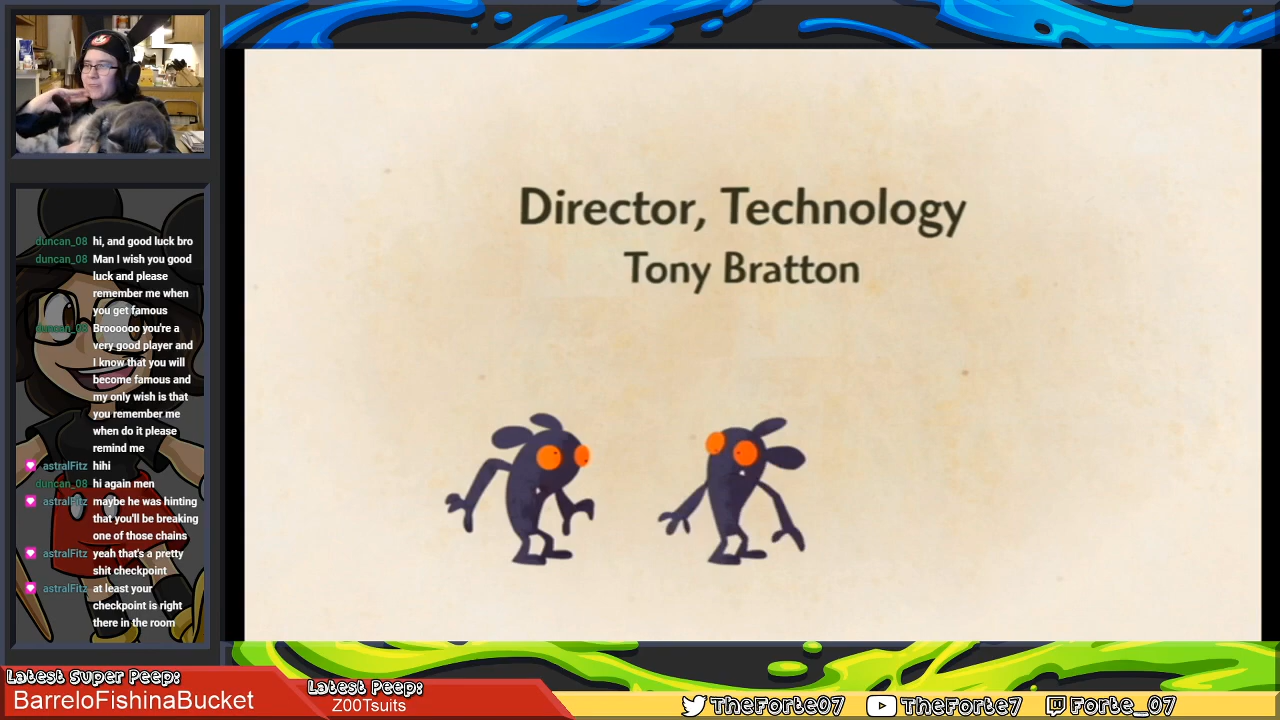 Director, Technology
Tony Bratton
duncan_08 hi, and good luck bro
duncan_08 Man I wish you good
luck and please
remember me when
you get famous
duncan_08 Broooooo you're a
very good player and
I know that you will
become famous and
my only wish is that
you remember me
when do it please
remind me
astralFitz hihi
duncan_08 hi again men
astralFitz maybe he was hinting
that you'll be breaking
one of those chains
astralFitz yeah that's a pretty
shit checkpoint
astralFitz at least your
checkpoint is right
there in the room
Latest Super Peep:
BarreloFishinaBucket
Latest Peep:
Z00Tsuits
TheForte07
TheForte7
Forte_07